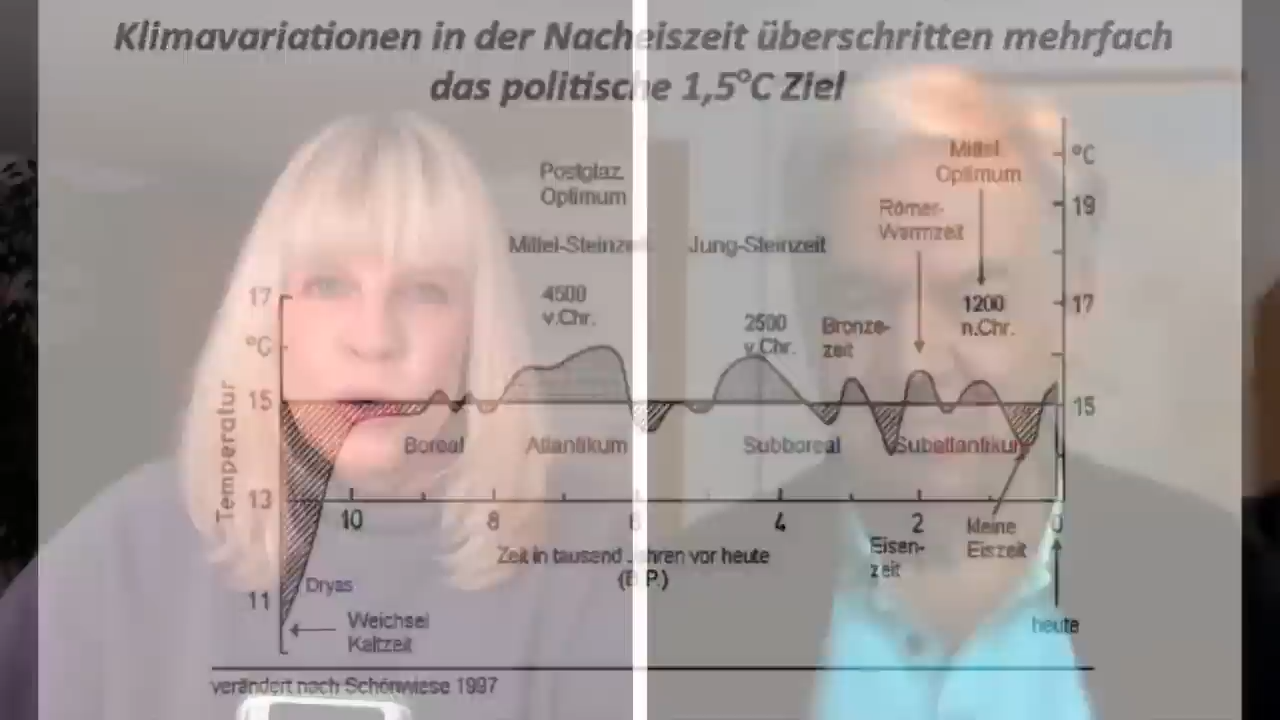 Klimavariationen in der Nacheiszeit überschritten mehrfach
das politische 1,5°C Ziel
Postglaz.
Optimum
Mittel-Steinzeit
Jung-Steinzeit
4500
v.Chr.
2500
v.Chr.
Bronze-
zeit
Römer-
Warmzeit
Mittel.
Optimum
1200
n.Chr.
°C
19
17
15
17
°C
15
13
11
Temperatur
Boreal
Atlantikum
Subboreal
Subatlantikum
10
8
6
4
2
0
Zeit in tausend Jahren vor heute
(B.P.)
Eisen-
zeit
kleine
Eiszeit
heute
Dryas
Weichsel
Kaltzeit
verändert nach Schönwiese 1997